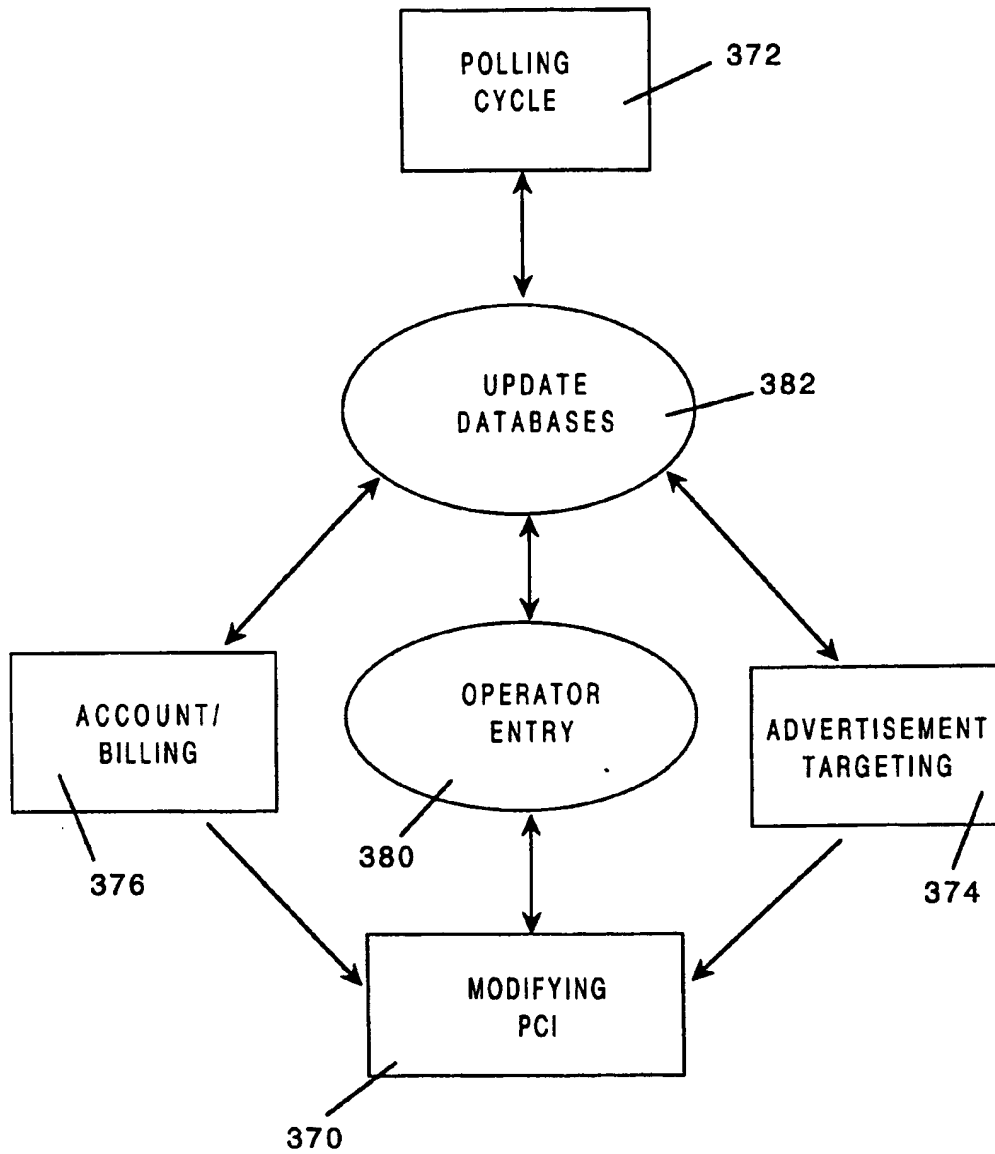 POLLING
CYCLE
372
UPDATE
DATABASES
382
ACCOUNT/
BILLING
376
OPERATOR
ENTRY
380
ADVERTISEMENT
TARGETING
374
MODIFYING
PCI
370